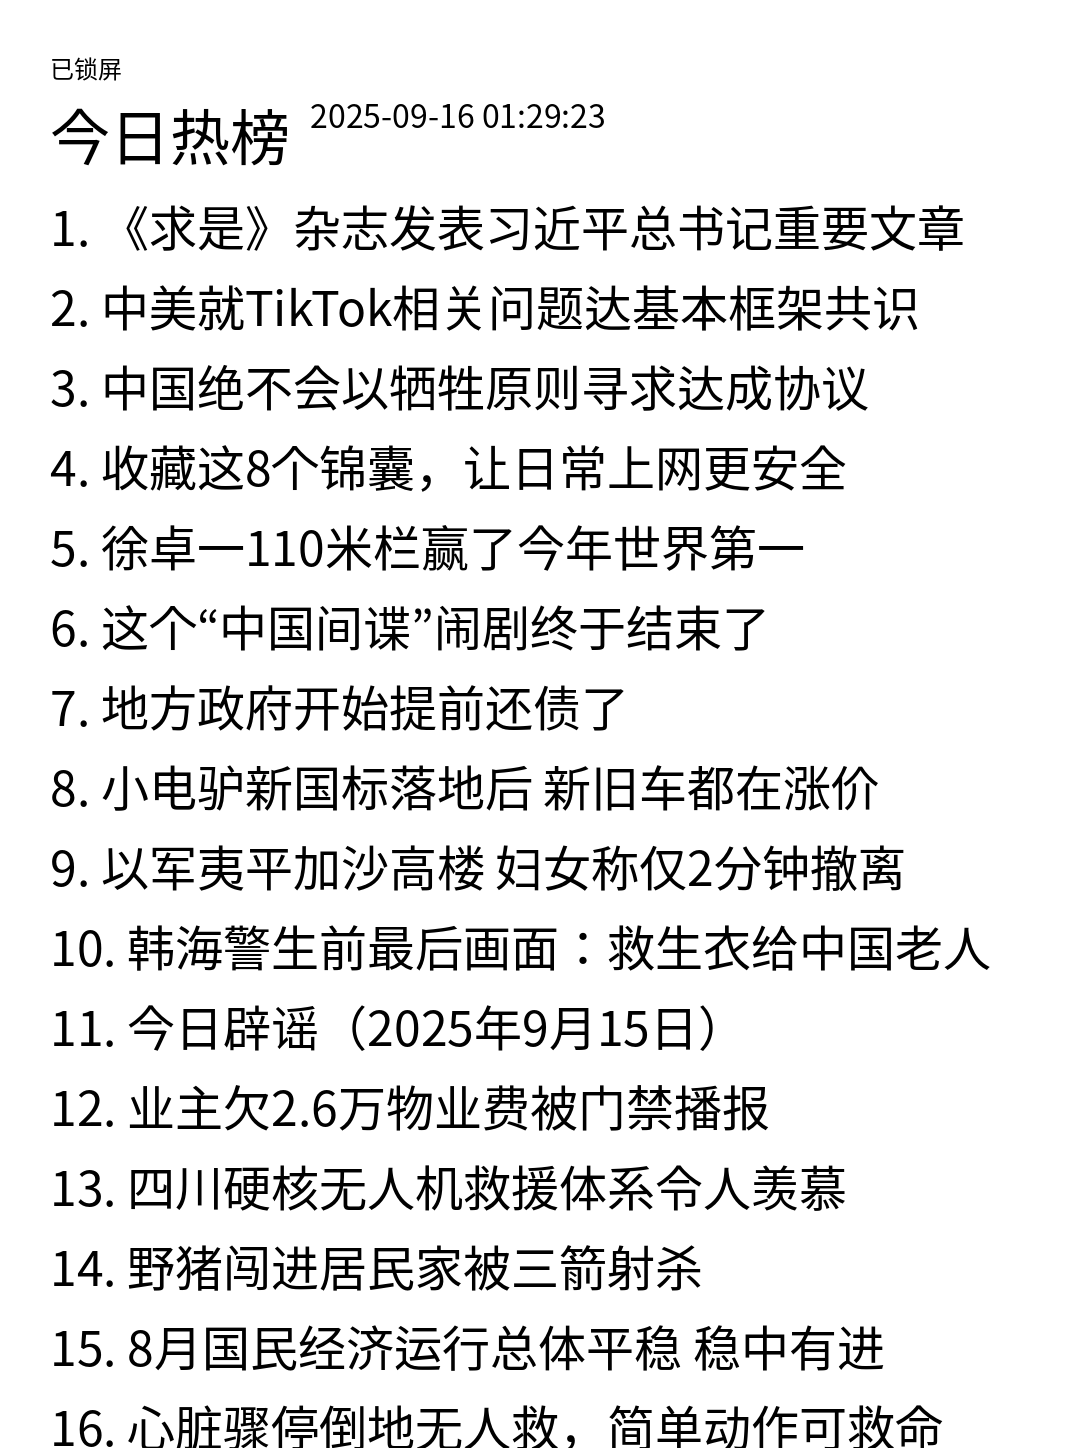 已锁屏
今日热榜 2025-09-16 01:29:23
1. 《求是》杂志发表习近平总书记重要文章
2. 中美就TikTok相关问题达基本框架共识
3. 中国绝不会以牺牲原则寻求达成协议
4. 收藏这8个锦囊，让日常上网更安全
5. 徐卓一110米栏赢了今年世界第一
6. 这个“中国间谍”闹剧终于结束了
7. 地方政府开始提前还债了
8. 小电驴新国标落地后 新旧车都在涨价
9. 以军夷平加沙高楼 妇女称仅2分钟撤离
10. 韩海警生前最后画面：救生衣给中国老人
11. 今日辟谣（2025年9月15日）
12. 业主欠2.6万物业费被门禁播报
13. 四川硬核无人机救援体系令人羡慕
14. 野猪闯进居民家被三箭射杀
15. 8月国民经济运行总体平稳 稳中有进
16. 心脏骤停倒地无人救，简单动作可救命